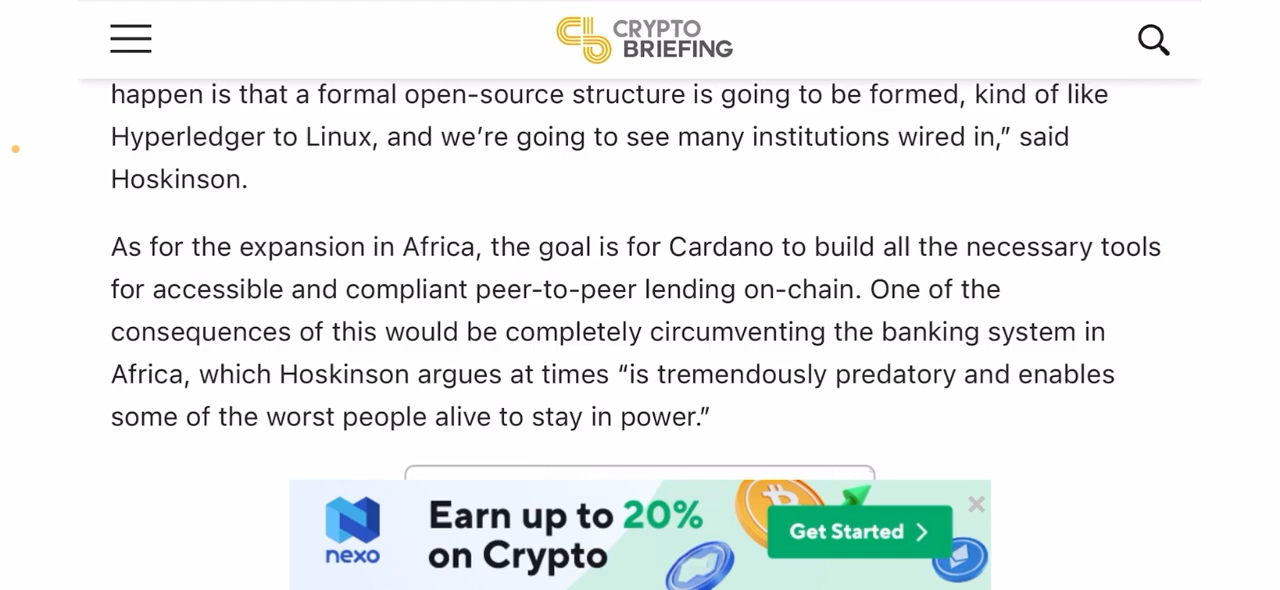 CRYPTO
BRIEFING
happen is that a formal open-source structure is going to be formed, kind of like
Hyperledger to Linux, and we’re going to see many institutions wired in,” said
Hoskinson.
As for the expansion in Africa, the goal is for Cardano to build all the necessary tools
for accessible and compliant peer-to-peer lending on-chain. One of the
consequences of this would be completely circumventing the banking system in
Africa, which Hoskinson argues at times “is tremendously predatory and enables
some of the worst people alive to stay in power.”
nexo
Earn up to 20%
on Crypto
Get Started